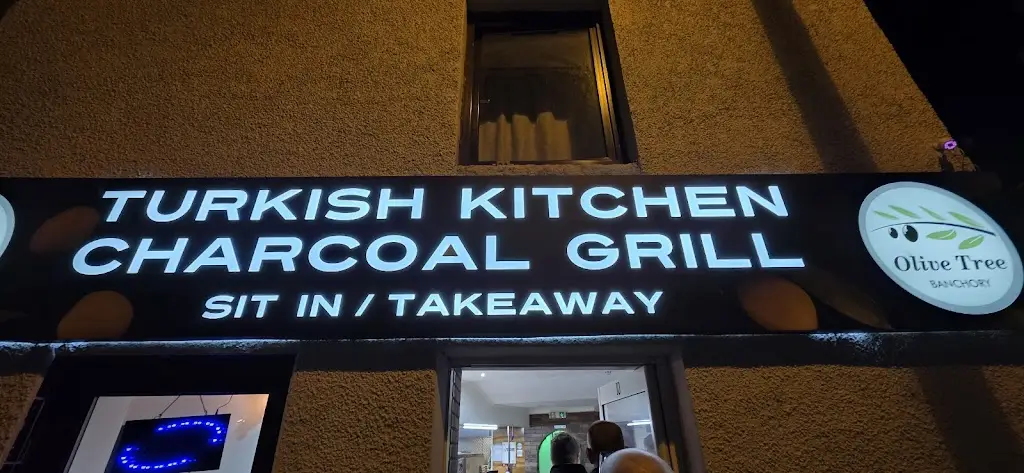 TURKISH KITCHEN
CHARCOAL GRILL
SIT IN / TAKEAWAY
Olive Tree
BANCHORY